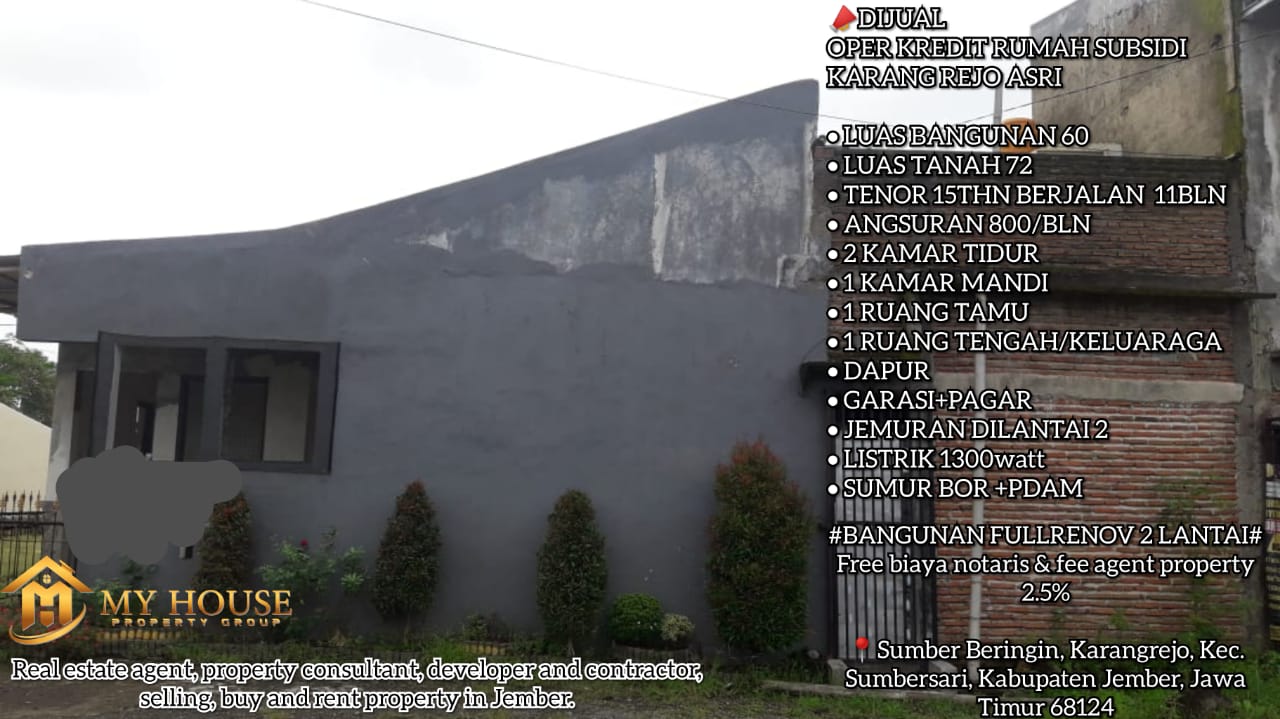 📣DIJUAL
OPER KREDIT RUMAH SUBSIDI
KARANG REJO ASRI
• LUAS BANGUNAN 60
• LUAS TANAH 72
• TENOR 15THN BERJALAN 11BLN
• ANGSURAN 800/BLN
• 2 KAMAR TIDUR
• 1 KAMAR MANDI
• 1 RUANG TAMU
• 1 RUANG TENGAH/KELUARAGA
• DAPUR
• GARASI+PAGAR
• JEMURAN DILANTAI 2
• LISTRIK 1300watt
• SUMUR BOR +PDAM
#BANGUNAN FULLRENOV 2 LANTAI#
Free biaya notaris & fee agent property
2.5%
📍Sumber Beringin, Karangrejo, Kec.
Sumbersari, Kabupaten Jember, Jawa
Timur 68124
MY HOUSE
PROPERTY GROUP
Real estate agent, property consultant, developer and contractor,
selling, buy and rent property in Jember.